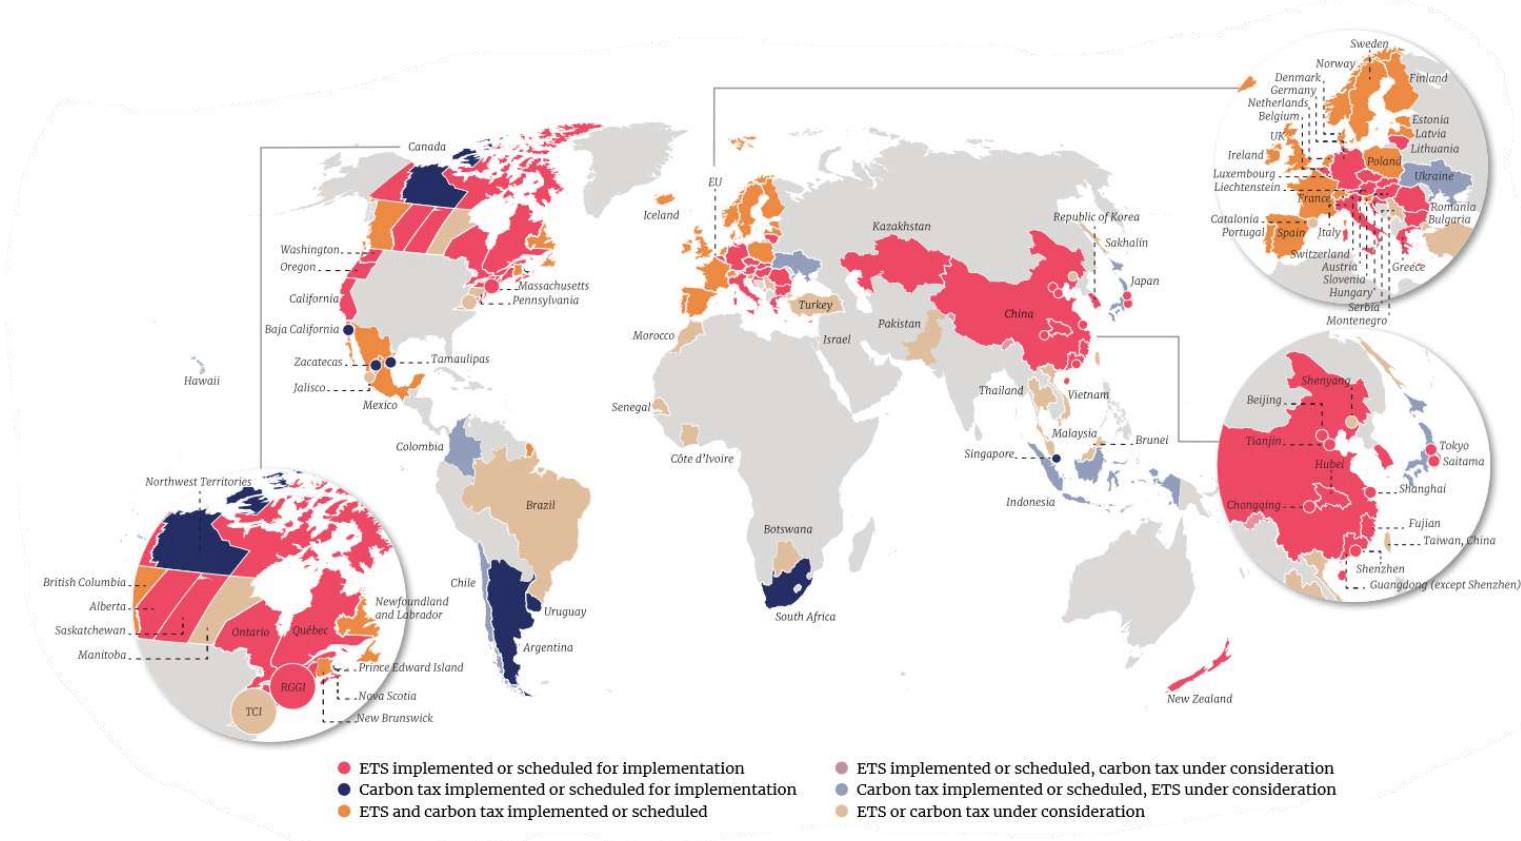 Canada
Washington
Oregon
California
Baja California
Zacatecas
Jalisco
Mexico
Tamaulipas
Massachusetts
Pennsylvania
Hawaii
Colombia
Brazil
Chile
Uruguay
Argentina
Iceland
EU
Morocco
Turkey
Israel
Senegal
Côte d'Ivoire
Botswana
South Africa
Kazakhstan
Republic of Korea
Sakhalin
Japan
China
Pakistan
Thailand
Vietnam
Malaysia
Brunei
Singapore
Indonesia
New Zealand
Sweden
Norway
Finland
Denmark
Germany
Netherlands
Belgium
UK
Estonia
Latvia
Lithuania
Ireland
Poland
Luxembourg
Ukraine
Liechtenstein
France
Romania
Catalonia
Bulgaria
Portugal
Spain
Italy
Switzerland
Austria
Greece
Slovenia
Hungary
Serbia
Montenegro
Shenyang
Beijing
Tianjin
Tokyo
Saitama
Hubei
Shanghai
Chongqing
Fujian
Taiwan, China
Shenzhen
Guangdong (except Shenzhen)
Northwest Territories
British Columbia
Alberta
Saskatchewan
Manitoba
Ontario
Québec
Newfoundland
and Labrador
Prince Edward Island
Nova Scotia
New Brunswick
RGGI
TCI
ETS implemented or scheduled for implementation
Carbon tax implemented or scheduled for implementation
ETS and carbon tax implemented or scheduled
ETS implemented or scheduled, carbon tax under consideration
Carbon tax implemented or scheduled, ETS under consideration
ETS or carbon tax under consideration